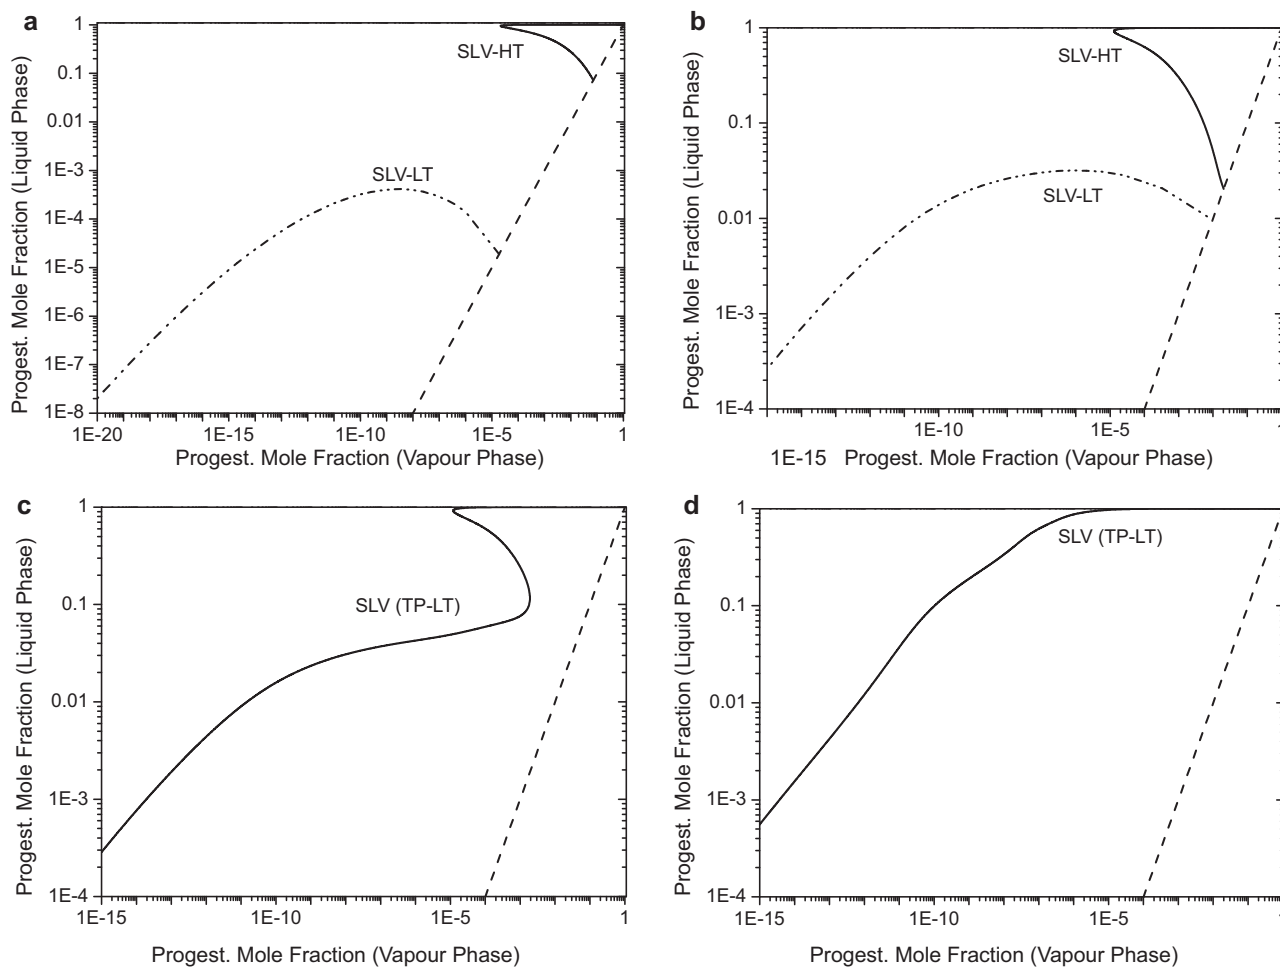 a
Progest. Mole Fraction (Liquid Phase)
1
0.1
0.01
1E-3
1E-4
1E-5
1E-6
1E-7
1E-8
SLV-HT
SLV-LT
1E-20
1E-15
1E-10
1E-5
1
Progest. Mole Fraction (Vapour Phase)
b
Progest. Mole Fraction (Liquid Phase)
1
0.1
0.01
1E-3
1E-4
SLV-HT
SLV-LT
1E-10
1E-5
1
1E-15
Progest. Mole Fraction (Vapour Phase)
c
Progest. Mole Fraction (Liquid Phase)
1
0.1
0.01
1E-3
1E-4
SLV (TP-LT)
1E-15
1E-10
1E-5
1
Progest. Mole Fraction (Vapour Phase)
d
Progest. Mole Fraction (Liquid Phase)
1
0.1
0.01
1E-3
1E-4
SLV (TP-LT)
1E-15
1E-10
1E-5
1
Progest. Mole Fraction (Vapour Phase)